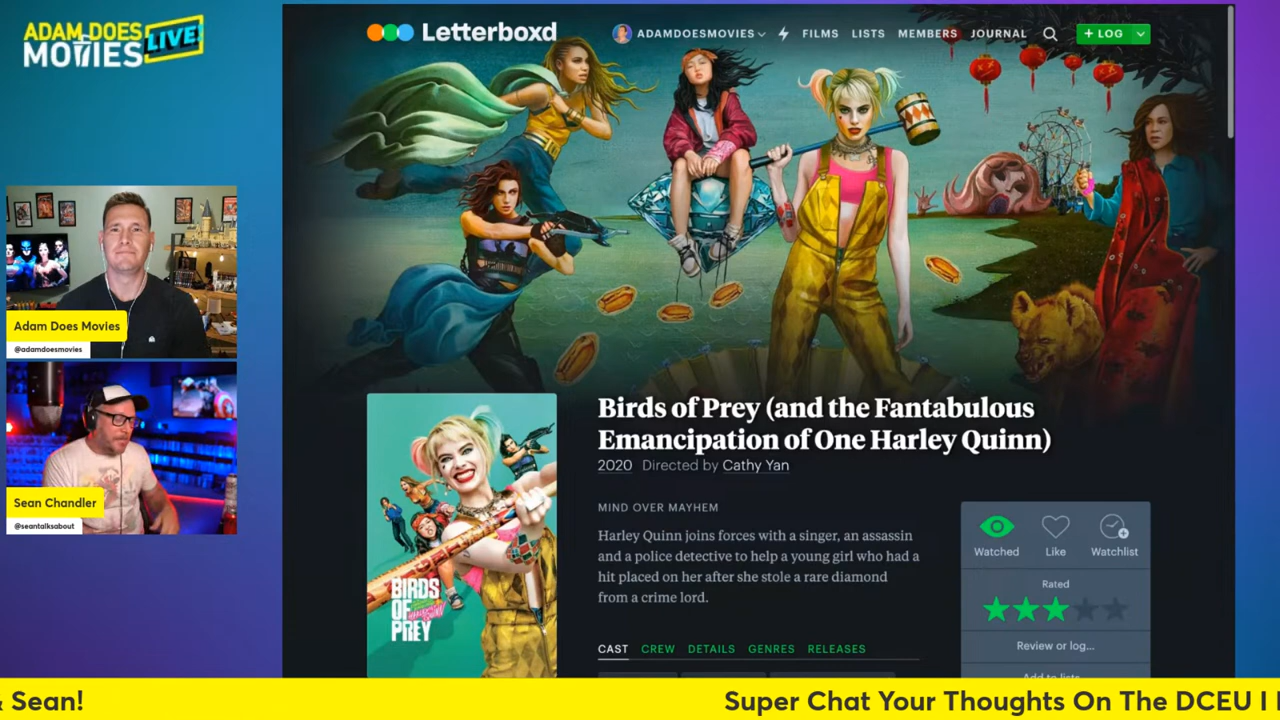 ADAM DOES
MOVIES
LIVE!
Letterboxd
ADAMDOESMOVIES
FILMS
LISTS
MEMBERS
JOURNAL
+ LOG
Adam Does Movies
@adamdoesmovies
Sean Chandler
@seantalksabout
BIRDS
OF
PREY
Birds of Prey (and the Fantabulous
Emancipation of One Harley Quinn)
2020 Directed by Cathy Yan
MIND OVER MAYHEM
Harley Quinn joins forces with a singer, an assassin
and a police detective to help a young girl who had a
hit placed on her after she stole a rare diamond
from a crime lord.
CAST CREW DETAILS GENRES RELEASES
Watched Like Watchlist
Rated
Review or log...
Add to lists...
Sean!
Super Chat Your Thoughts On The DCEU I